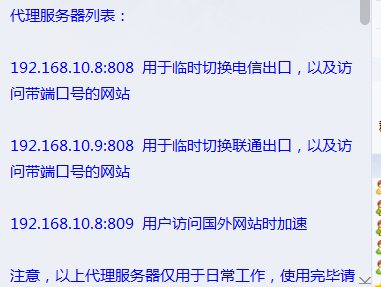 代理服务器列表：
192.168.10.8:808 用于临时切换电信出口，以及访
问带端口号的网站
192.168.10.9:808 用于临时切换联通出口，以及访
问带端口号的网站
192.168.10.8:809 用户访问国外网站时加速
注意，以上代理服务器仅用于日常工作，使用完毕请